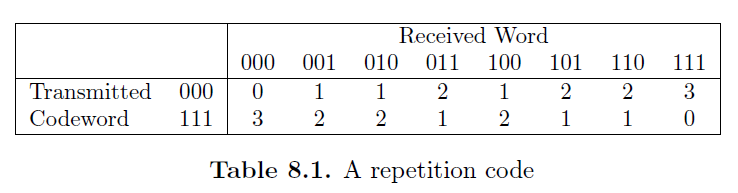 Received Word
000 001 010 011 100 101 110 111
Transmitted 000 0 1 1 2 1 2 2 3
Codeword 111 3 2 2 1 2 1 1 0
Table 8.1. A repetition code